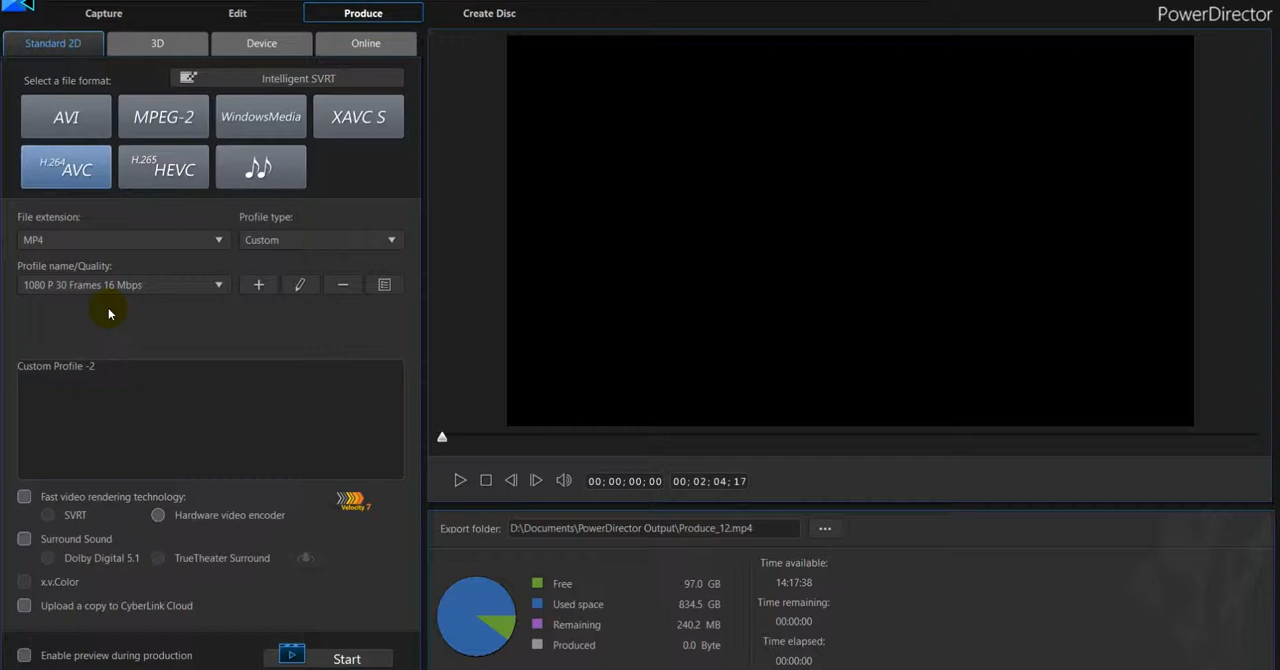 Capture Edit Produce Create Disc PowerDirector
Standard 2D 3D Device Online
Select a file format: Intelligent SVRT
AVI MPEG-2 WindowsMedia XAVC S
H.264 AVC H.265 HEVC
File extension: Profile type:
MP4 Custom
Profile name/Quality:
1080 P 30 Frames 16 Mbps
Custom Profile -2
00; 00; 00; 00 00; 02; 04; 17
Fast video rendering technology: Velocity 7
SVRT Hardware video encoder
Surround Sound
Dolby Digital 5.1 TrueTheater Surround
x.v.Color
Upload a copy to CyberLink Cloud
Enable preview during production Start
Export folder: D:\Documents\PowerDirector Output\Produce_12.mp4 ...
Free 97.0 GB
Used space 834.5 GB
Remaining 240.2 MB
Produced 0.0 Byte
Time available:
14:17:38
Time remaining:
00:00:00
Time elapsed:
00:00:00